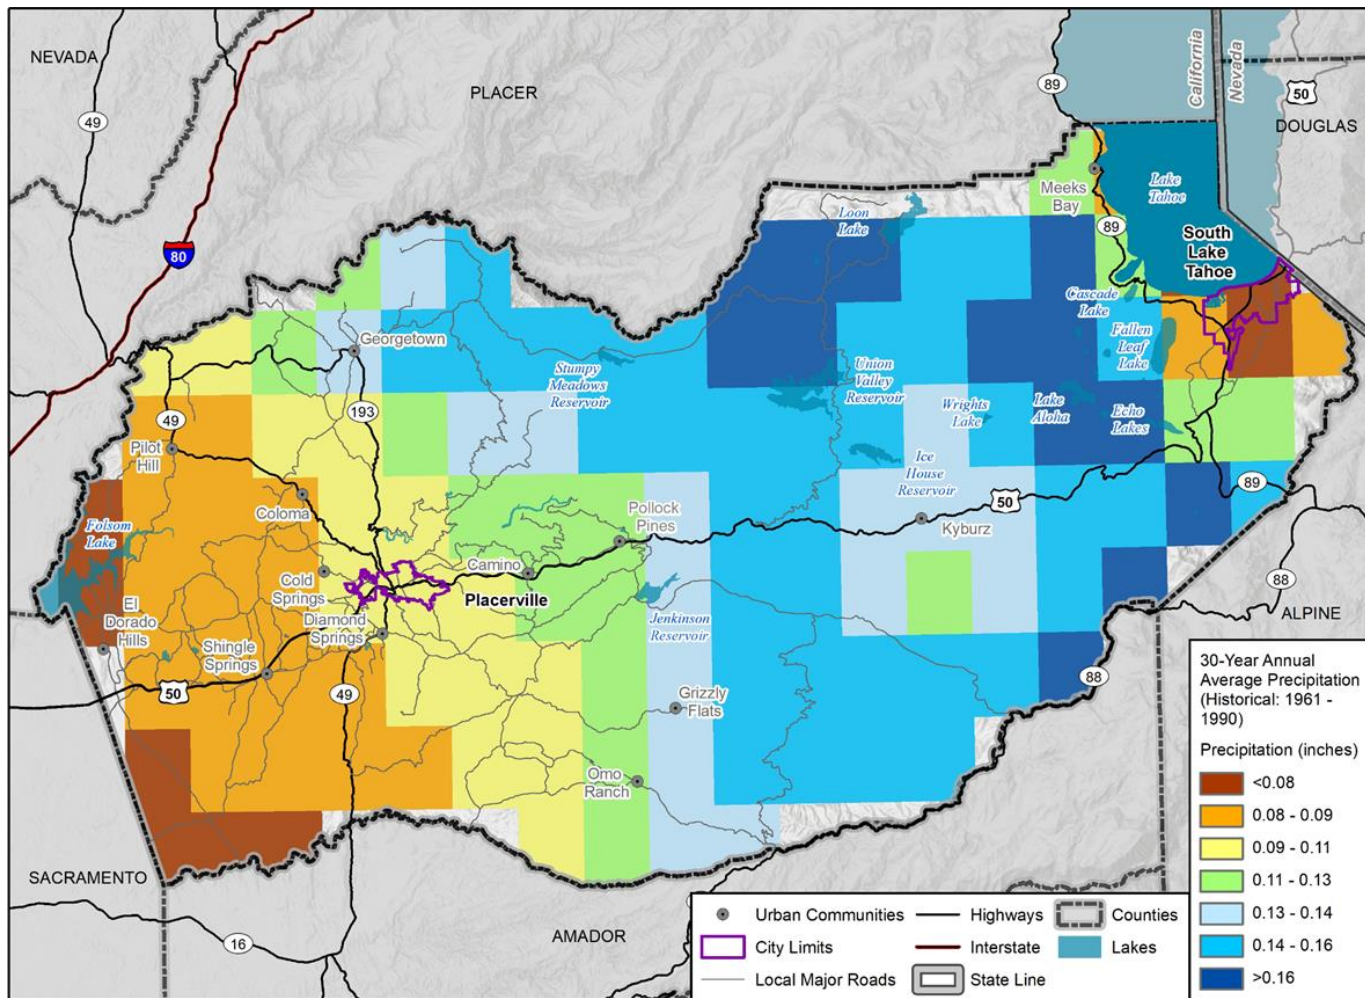 NEVADA
PLACER
89
California
Nevada
50
DOUGLAS
49
80
Meeks
Bay
Lake
Tahoe
89
South
Lake
Tahoe
Loon
Lake
Cascade
Lake
Fallen
Leaf
Lake
Georgetown
Stumpy
Meadows
Reservoir
Union
Valley
Reservoir
Wrights
Lake
Lake
Aloha
Echo
Lakes
193
49
Pilot
Hill
Ice
House
Reservoir
50
89
Coloma
Folsom
Lake
Pollock
Pines
Kyburz
Camino
Cold
Springs
Placerville
88
ALPINE
El
Dorado
Hills
Diamond
Springs
Jenkinson
Reservoir
Shingle
Springs
50
49
Grizzly
Flats
88
Omo
Ranch
SACRAMENTO
16
AMADOR
30-Year Annual
Average Precipitation
(Historical: 1961 -
1990)
Precipitation (inches)
<0.08
0.08 - 0.09
0.09 - 0.11
0.11 - 0.13
0.13 - 0.14
0.14 - 0.16
>0.16
Urban Communities
Highways
Counties
City Limits
Interstate
Lakes
Local Major Roads
State Line